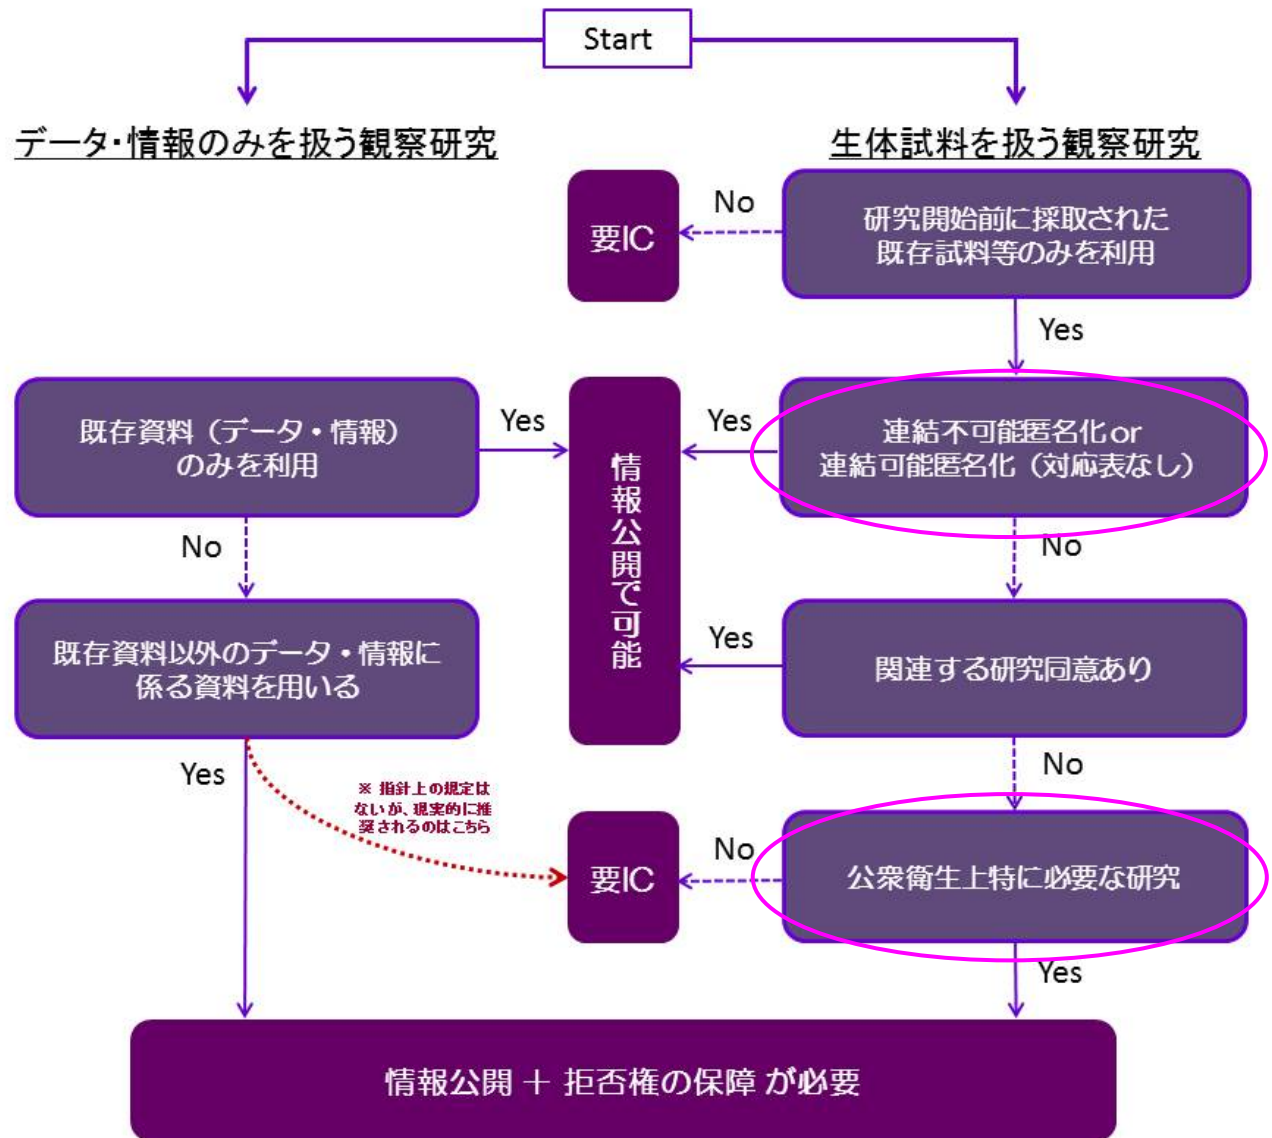 Start
データ・情報のみを扱う観察研究
生体試料を扱う観察研究
研究開始前に採取された
既存試料等のみを利用
No
要IC
Yes
連結不可能匿名化or
連結可能匿名化（対応表なし）
Yes
情報公開で可能
既存資料（データ・情報）
のみを利用
Yes
No
No
既存資料以外のデータ・情報に
係る資料を用いる
関連する研究同意あり
Yes
No
Yes
※ 指針上の規定は
ないが、現実的に推
奨されるのはこちら
公衆衛生上特に必要な研究
No
要IC
Yes
情報公開 ＋ 拒否権の保障 が必要